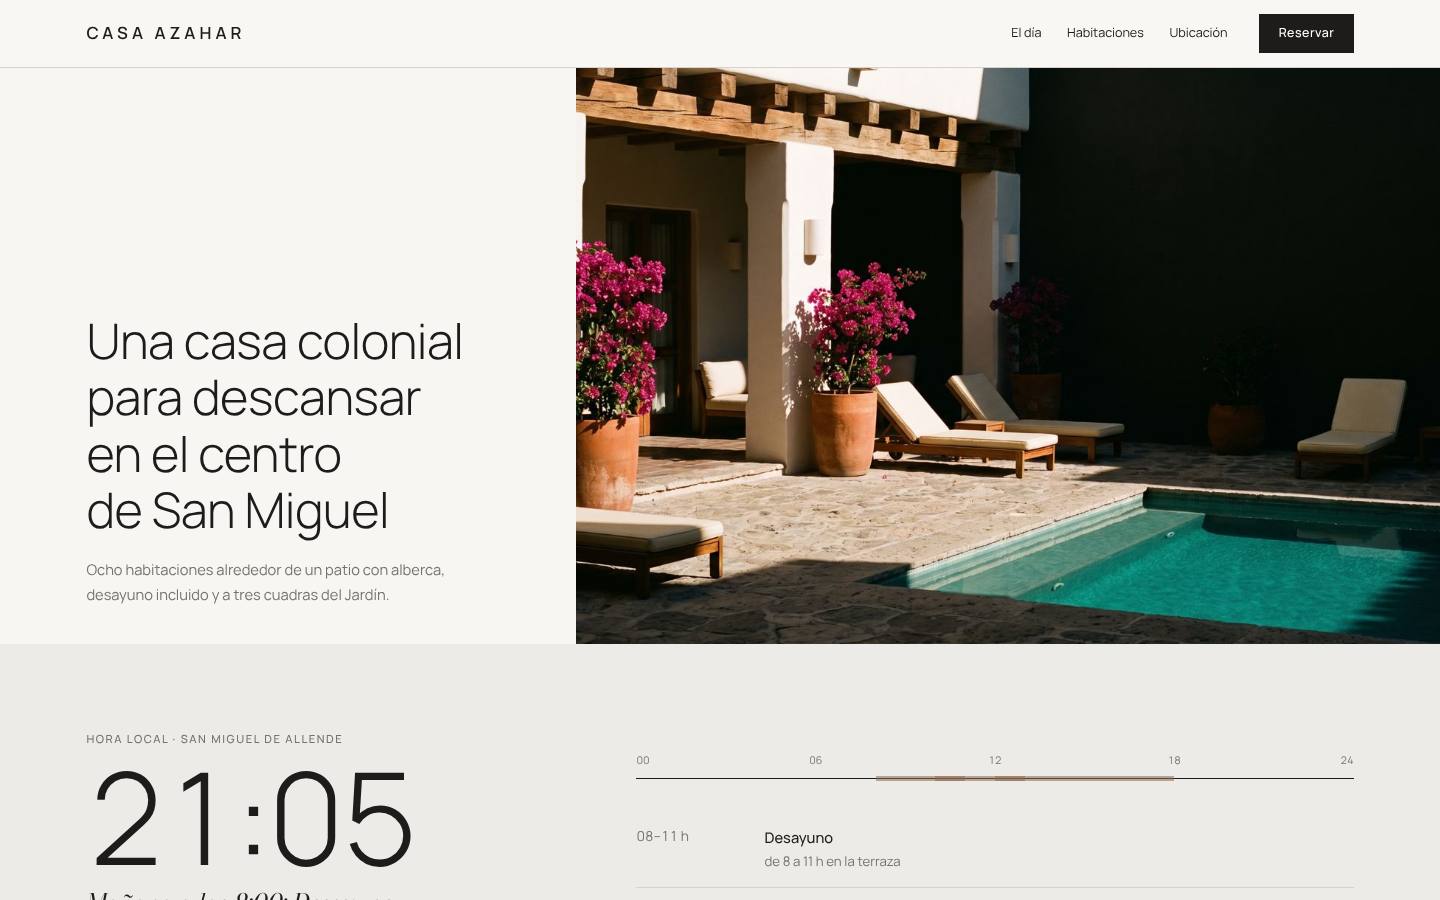 CASA AZAHAR
El día Habitaciones Ubicación Reservar
Una casa colonial
para descansar
en el centro
de San Miguel
Ocho habitaciones alrededor de un patio con alberca,
desayuno incluido y a tres cuadras del Jardín.
HORA LOCAL · SAN MIGUEL DE ALLENDE
21:05
00 06 12 18 24
08–11 h Desayuno
de 8 a 11 h en la terraza